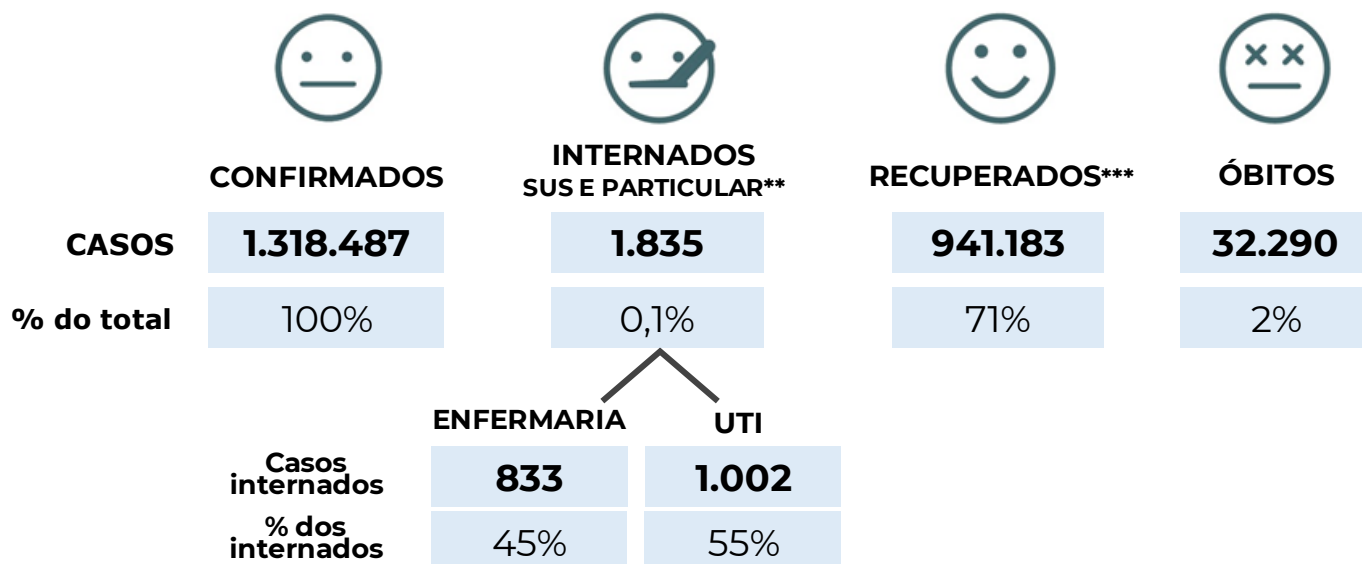 CONFIRMADOS
INTERNADOS
SUS E PARTICULAR**
RECUPERADOS***
ÓBITOS
CASOS
1.318.487
1.835
941.183
32.290
% do total
100%
0,1%
71%
2%
ENFERMARIA
UTI
Casos
internados
833
1.002
% dos
internados
45%
55%